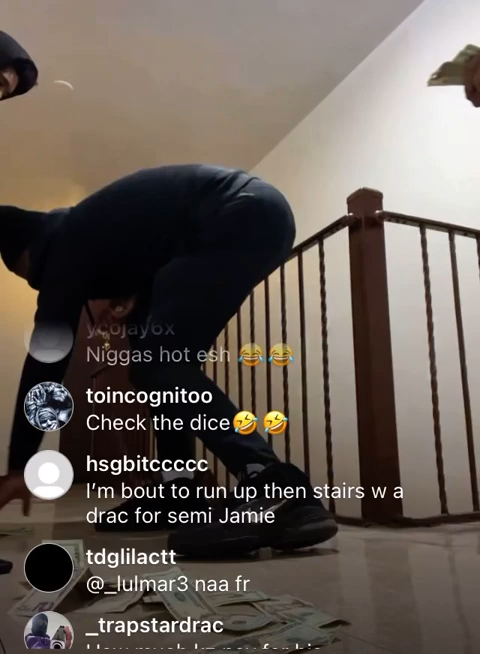 ycojay6x
Niggas hot esh 😂😂
toincognitoo
Check the dice🤣🤣
hsgbitccccc
I’m bout to run up then stairs w a
drac for semi Jamie
tdglilactt
@_lulmar3 naa fr
_trapstardrac